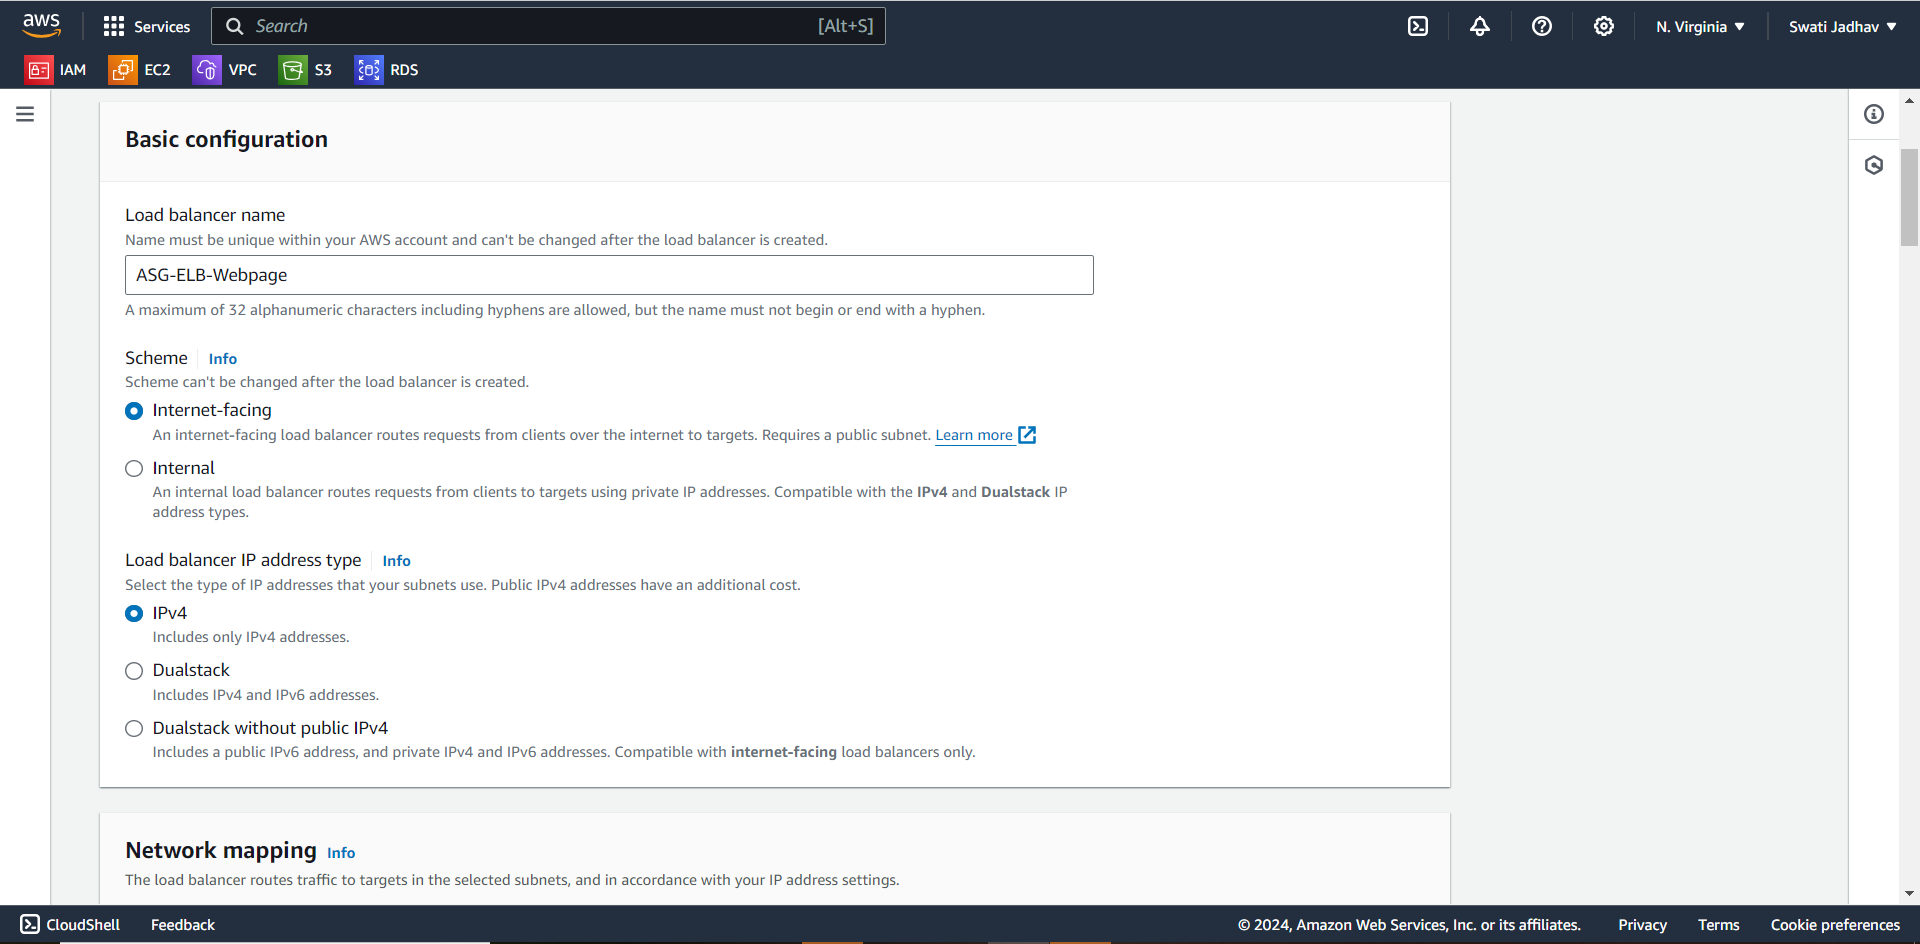 aws Services Search [Alt+S] N. Virginia Swati Jadhav
IAM EC2 VPC S3 RDS
Basic configuration
Load balancer name
Name must be unique within your AWS account and can't be changed after the load balancer is created.
ASG-ELB-Webpage
A maximum of 32 alphanumeric characters including hyphens are allowed, but the name must not begin or end with a hyphen.
Scheme Info
Scheme can't be changed after the load balancer is created.
Internet-facing
An internet-facing load balancer routes requests from clients over the internet to targets. Requires a public subnet. Learn more
Internal
An internal load balancer routes requests from clients to targets using private IP addresses. Compatible with the IPv4 and Dualstack IP
address types.
Load balancer IP address type Info
Select the type of IP addresses that your subnets use. Public IPv4 addresses have an additional cost.
IPv4
Includes only IPv4 addresses.
Dualstack
Includes IPv4 and IPv6 addresses.
Dualstack without public IPv4
Includes a public IPv6 address, and private IPv4 and IPv6 addresses. Compatible with internet-facing load balancers only.
Network mapping Info
The load balancer routes traffic to targets in the selected subnets, and in accordance with your IP address settings.
CloudShell Feedback © 2024, Amazon Web Services, Inc. or its affiliates. Privacy Terms Cookie preferences